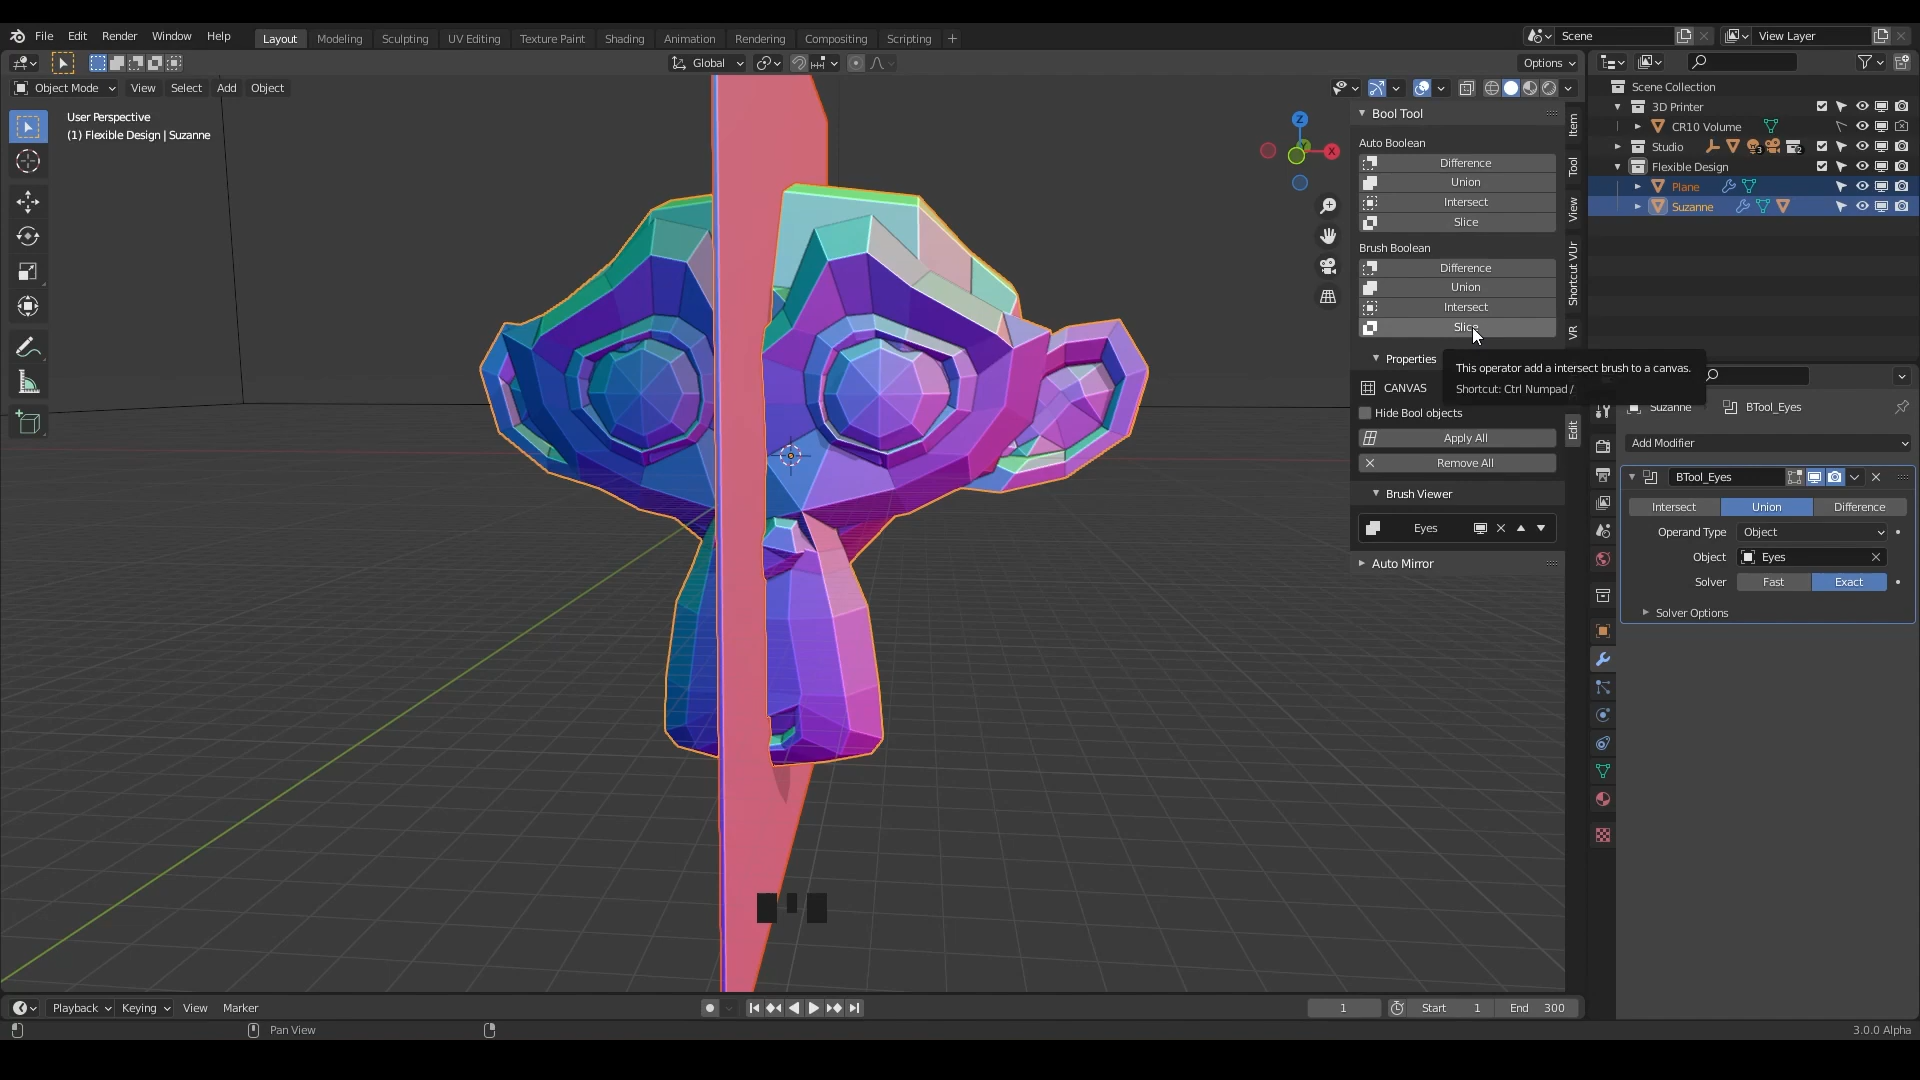 File Edit Render Window Help
Layout Modeling Sculpting UV Editing Texture Paint Shading Animation Rendering Compositing Scripting +
Scene
View Layer
Global
Options
Object Mode View Select Add Object
User Perspective
(1) Flexible Design | Suzanne
Z
X
Bool Tool
Auto Boolean
Difference
Union
Intersect
Slice
Brush Boolean
Difference
Union
Intersect
Slice
This operator add a intersect brush to a canvas.
Shortcut: Ctrl Numpad /
Properties
CANVAS
Hide Bool objects
Apply All
Remove All
Brush Viewer
Eyes
Auto Mirror
Item
Tool
View
Shortcut VUr
VR
Edit
Scene Collection
3D Printer
CR10 Volume
Studio
3
2
Flexible Design
Plane
Suzanne
Suzanne
BTool_Eyes
Add Modifier
BTool_Eyes
Intersect Union Difference
Operand Type Object
Object Eyes
Solver Fast Exact
Solver Options
Playback Keying View Marker
1
Start 1
End 300
Pan View
3.0.0 Alpha